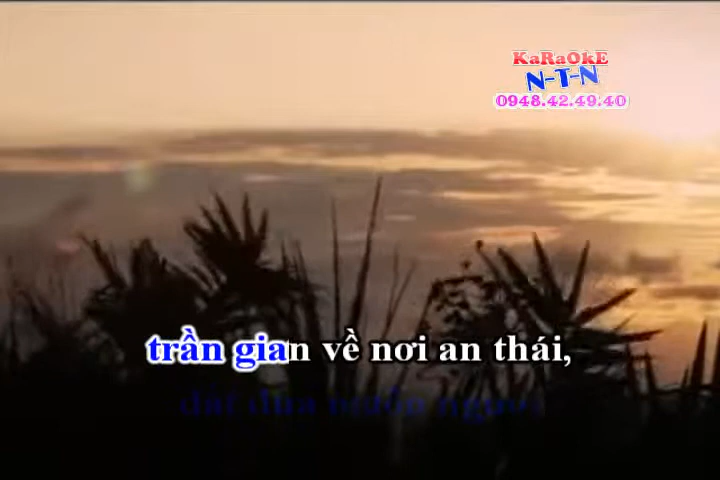 KaRaOkE
N-T-N
0948.42.49.40
trần gian về nơi an thái,